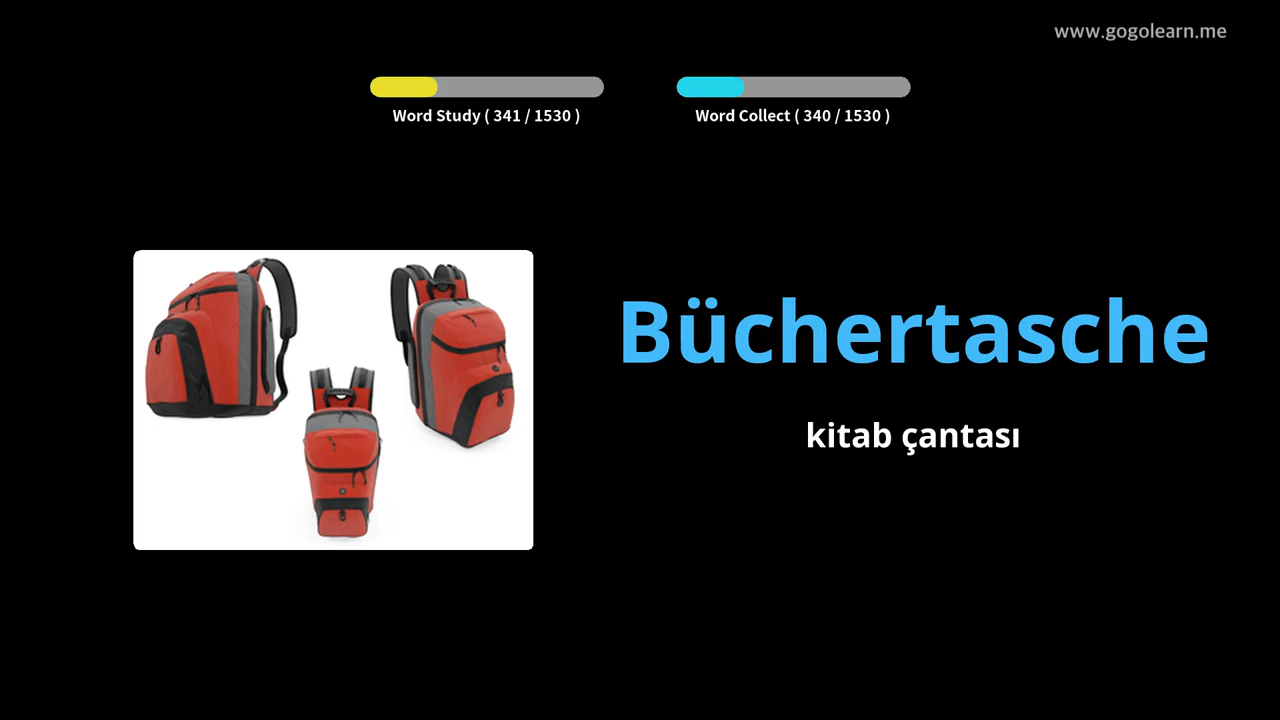 www.gogolearn.me
Word Study ( 341 / 1530 )
Word Collect ( 340 / 1530 )
Büchertasche
kitab çantası